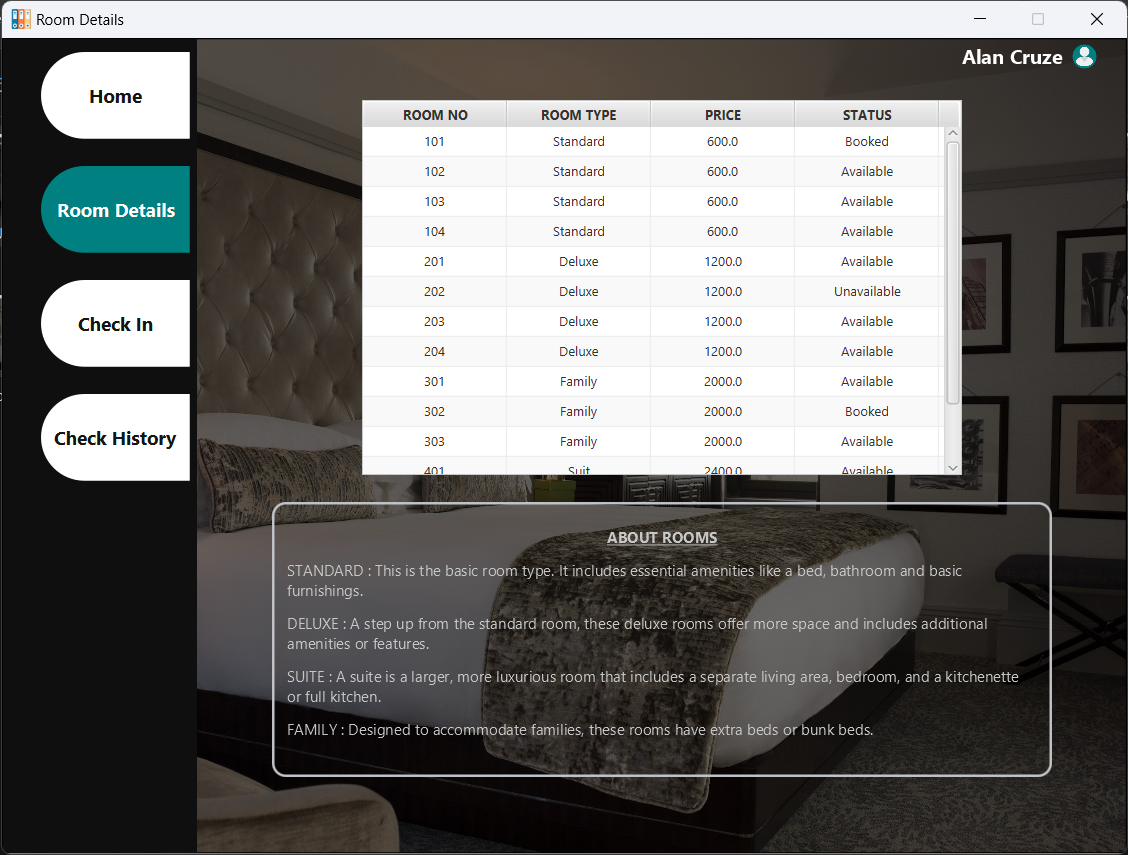 Room Details
Alan Cruze
Home
Room Details
Check In
Check History
ROOM NO ROOM TYPE PRICE STATUS
101 Standard 600.0 Booked
102 Standard 600.0 Available
103 Standard 600.0 Available
104 Standard 600.0 Available
201 Deluxe 1200.0 Available
202 Deluxe 1200.0 Unavailable
203 Deluxe 1200.0 Available
204 Deluxe 1200.0 Available
301 Family 2000.0 Available
302 Family 2000.0 Booked
303 Family 2000.0 Available
401 Suit 2400.0 Available
ABOUT ROOMS
STANDARD : This is the basic room type. It includes essential amenities like a bed, bathroom and basic
furnishings.
DELUXE : A step up from the standard room, these deluxe rooms offer more space and includes additional
amenities or features.
SUITE : A suite is a larger, more luxurious room that includes a separate living area, bedroom, and a kitchenette
or full kitchen.
FAMILY : Designed to accommodate families, these rooms have extra beds or bunk beds.